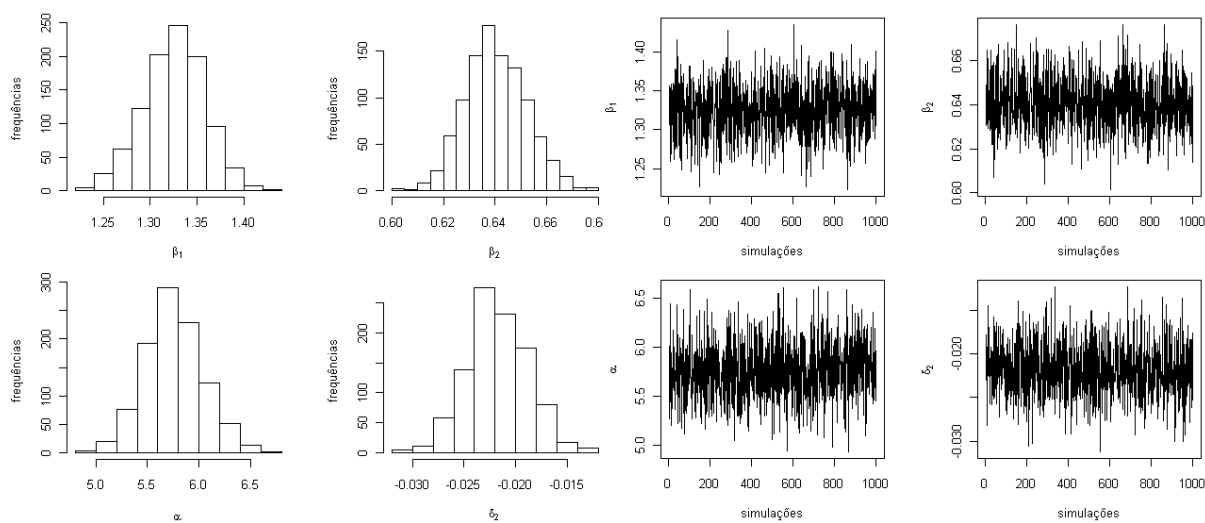 250
200
150
100
50
0
frequências
1.25 1.30 1.35 1.40
β1
150
100
50
0
frequências
0.60 0.62 0.64 0.66 0.6
β2
1.40
1.35
1.30
1.25
β1
0 200 400 600 800 1000
simulações
0.66
0.64
0.62
0.60
β2
0 200 400 600 800 1000
simulações
300
200
150
100
50
0
frequências
5.0 5.5 6.0 6.5
α
200
100
50
0
frequências
-0.030 -0.025 -0.020 -0.015
δ2
6.5
6.0
5.5
5.0
α
0 200 400 600 800 1000
simulações
-0.020
-0.030
δ2
0 200 400 600 800 1000
simulações